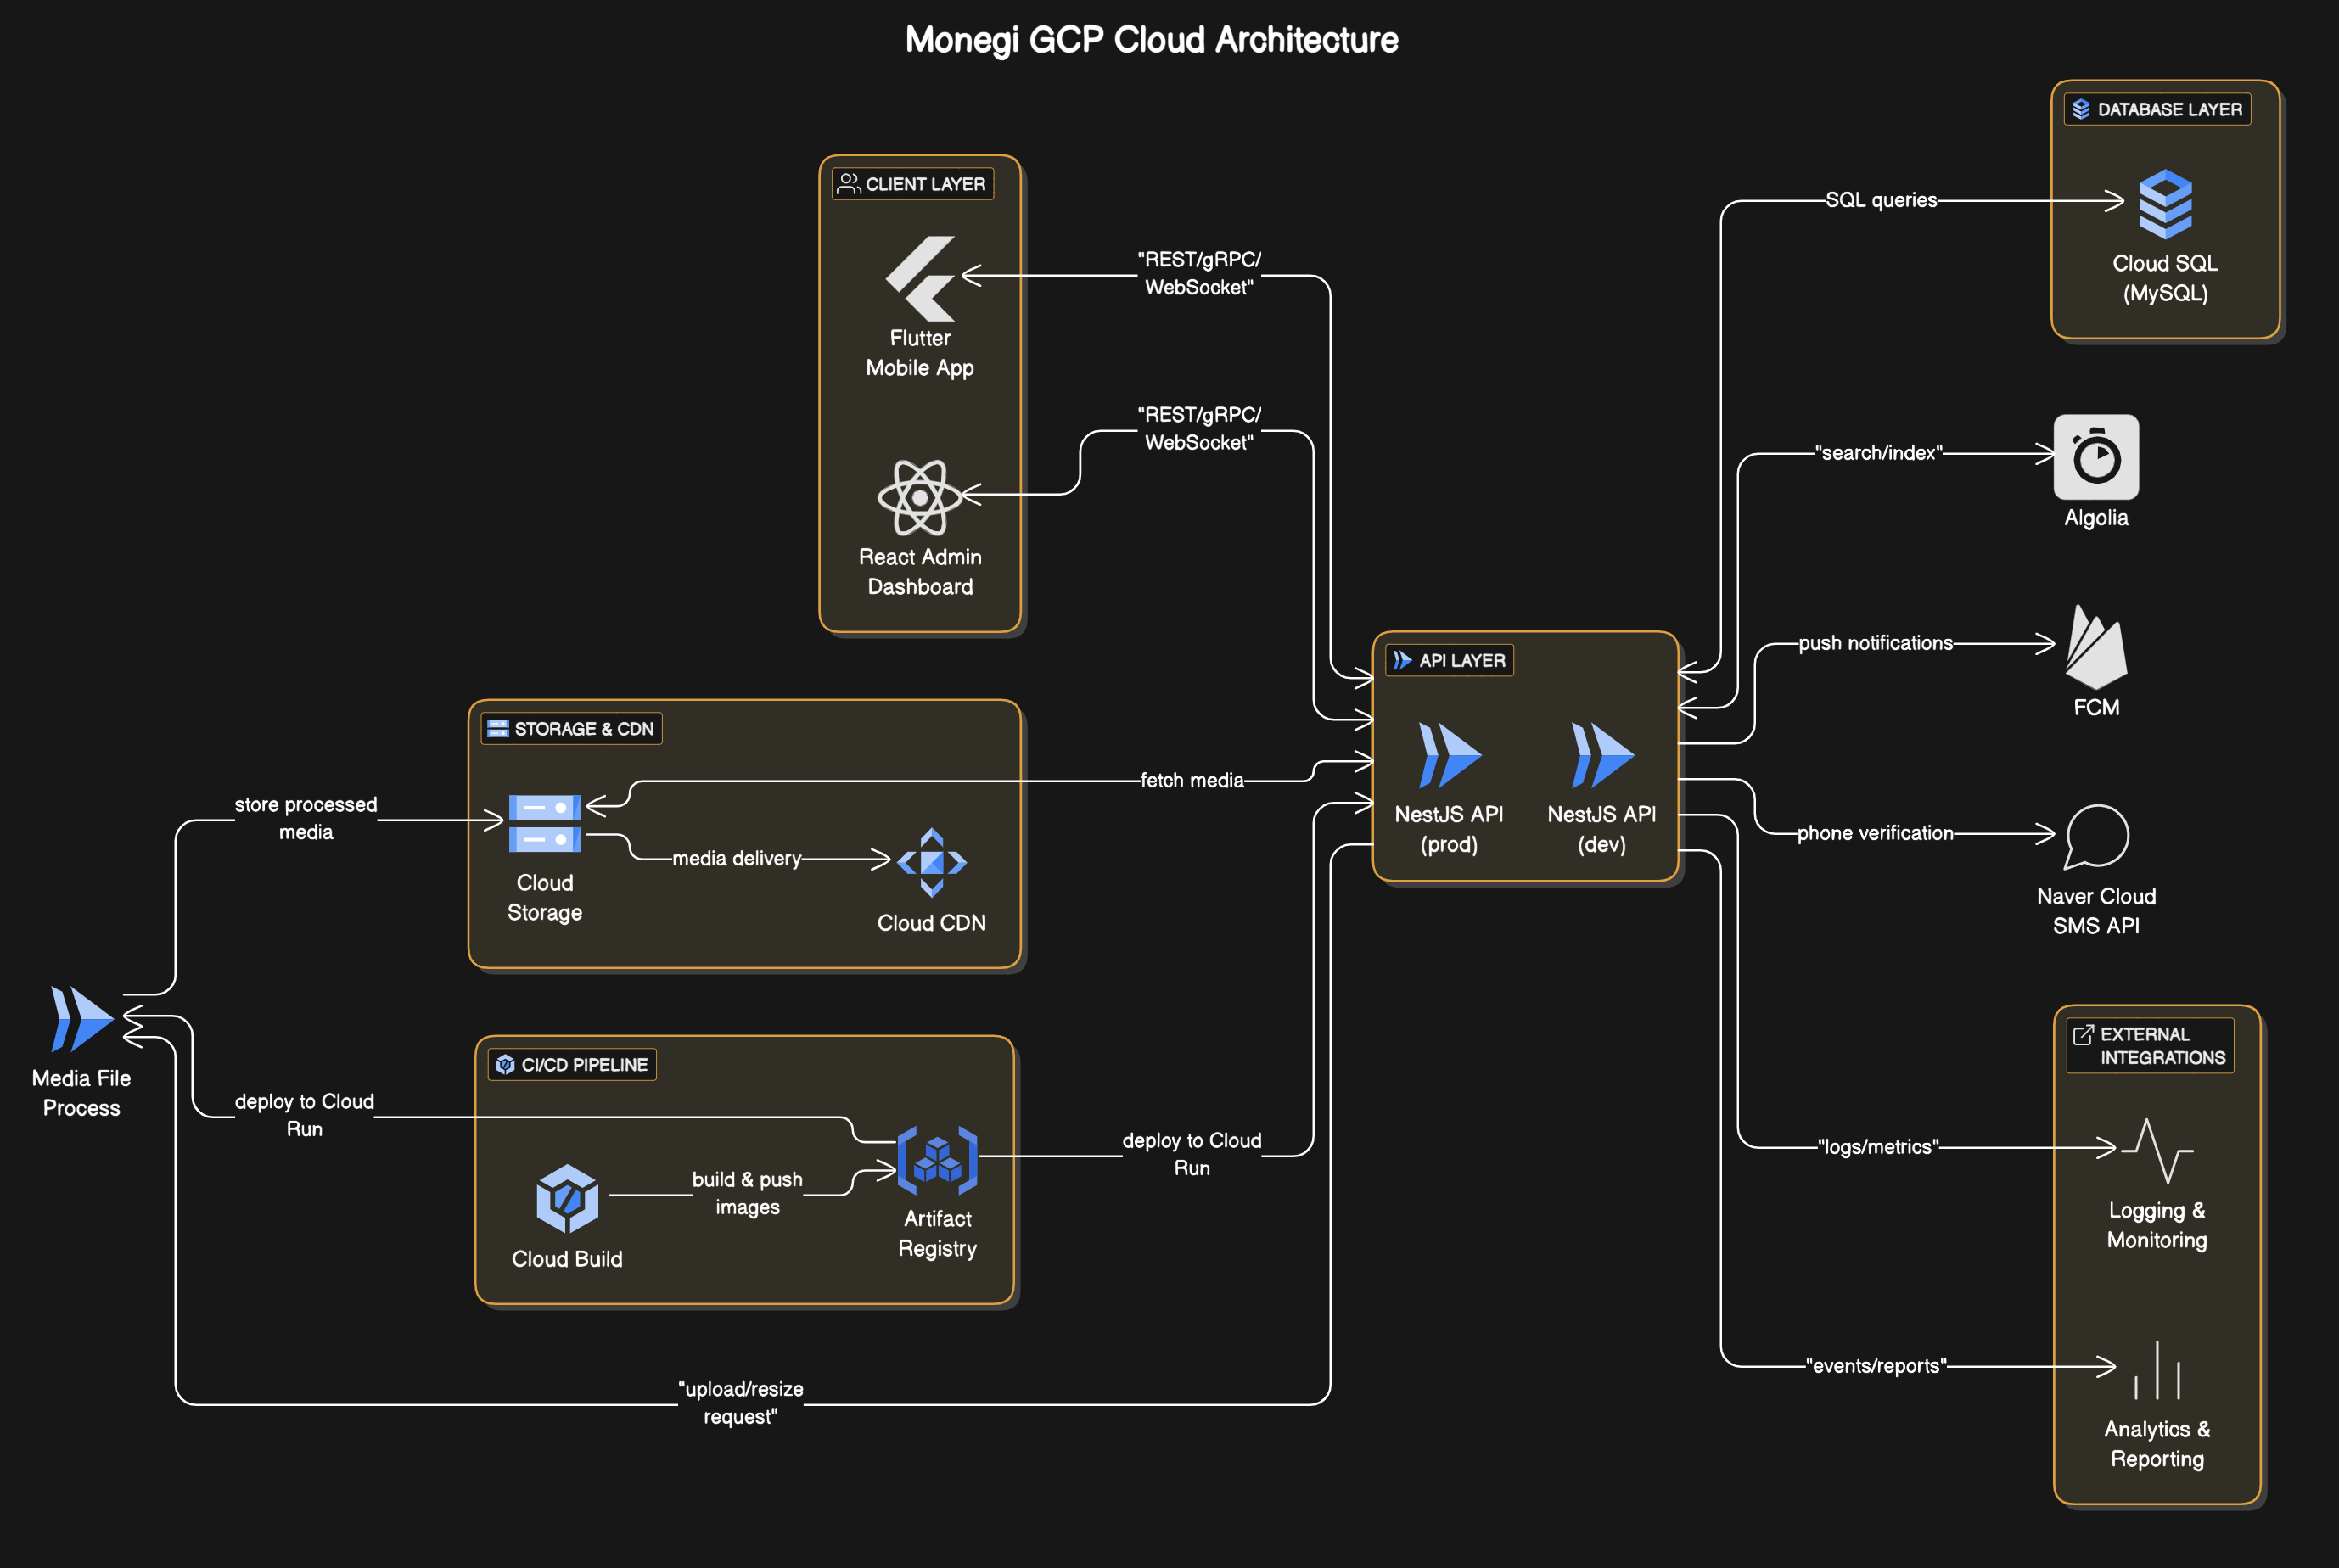 Monegi GCP Cloud Architecture
DATABASE LAYER
Cloud SQL
(MySQL)
SQL queries
CLIENT LAYER
Flutter
Mobile App
React Admin
Dashboard
"REST/gRPC/
WebSocket"
"REST/gRPC/
WebSocket"
"search/index"
Algolia
push notifications
FCM
API LAYER
NestJS API
(prod)
NestJS API
(dev)
phone verification
Naver Cloud
SMS API
STORAGE & CDN
Cloud
Storage
media delivery
Cloud CDN
fetch media
store processed
media
Media File
Process
deploy to Cloud
Run
CI/CD PIPELINE
Cloud Build
build & push
images
Artifact
Registry
deploy to Cloud
Run
"upload/resize
request"
EXTERNAL
INTEGRATIONS
"logs/metrics"
Logging &
Monitoring
"events/reports"
Analytics &
Reporting